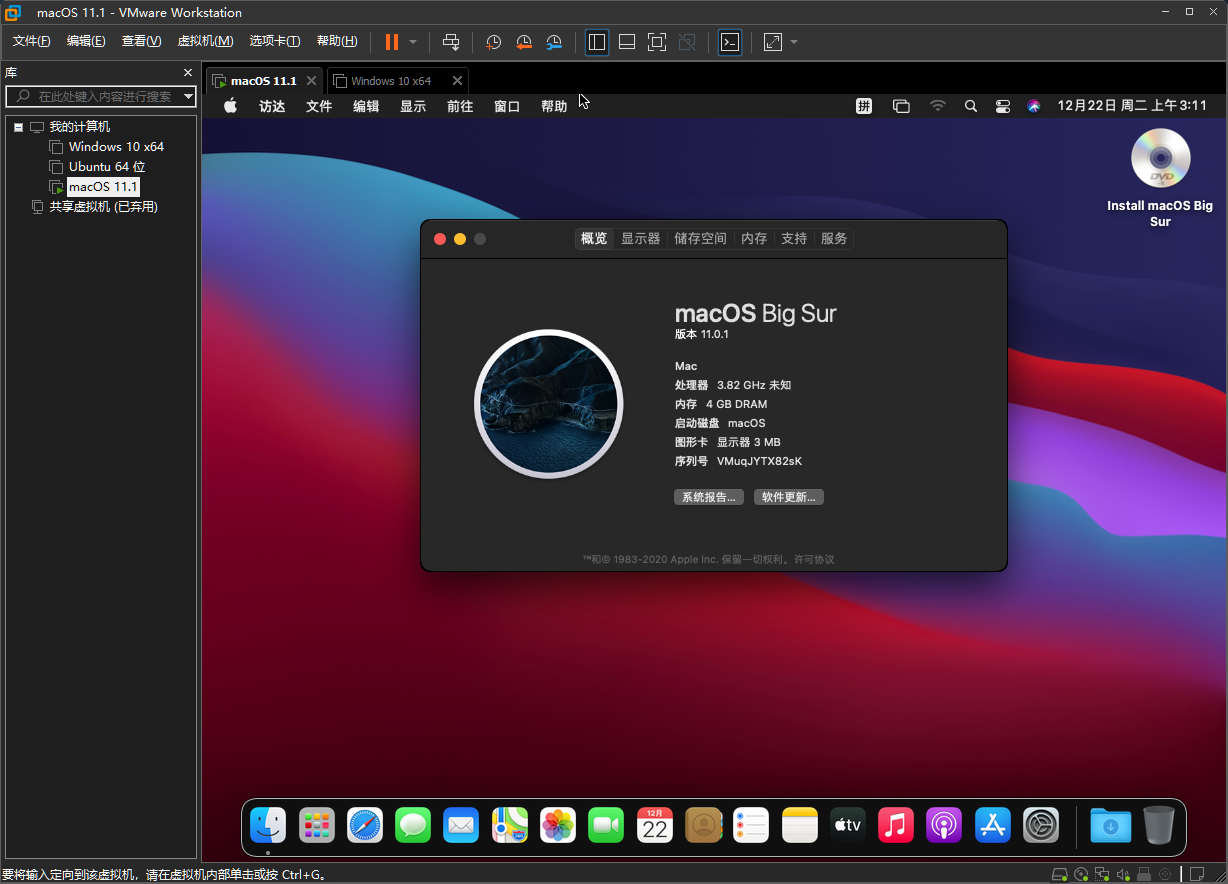 macOS 11.1 - VMware Workstation
文件(F) 编辑(E) 查看(V) 虚拟机(M) 选项卡(T) 帮助(H)
库
在此处键入内容进行搜索
我的计算机
Windows 10 x64
Ubuntu 64 位
macOS 11.1
共享虚拟机 (已弃用)
macOS 11.1
Windows 10 x64
访达 文件 编辑 显示 前往 窗口 帮助
拼
12月22日 周二 上午3:11
DVD
Install macOS Big
Sur
概览 显示器 储存空间 内存 支持 服务
macOS Big Sur
版本 11.0.1
Mac
处理器 3.82 GHz 未知
内存 4 GB DRAM
启动磁盘 macOS
图形卡 显示器 3 MB
序列号 VMuqJYTX82sK
系统报告... 软件更新...
™和© 1983-2020 Apple Inc. 保留一切权利。许可协议
12月
22
tv
要将输入定向到该虚拟机，请在虚拟机内部单击或按 Ctrl+G。